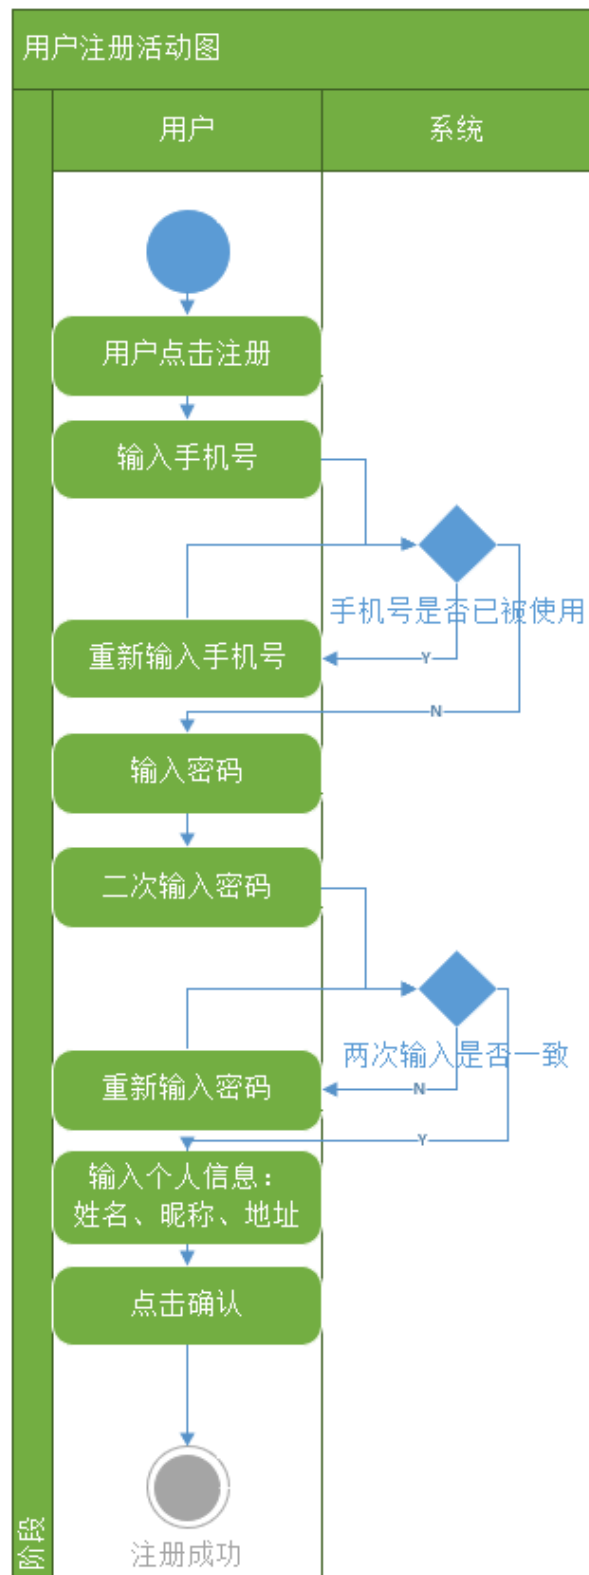 用户注册活动图
用户
系统
用户点击注册
输入手机号
手机号是否已被使用
重新输入手机号
Y
N
输入密码
二次输入密码
两次输入是否一致
重新输入密码
N
Y
输入个人信息：
姓名、昵称、地址
点击确认
注册成功
阶段